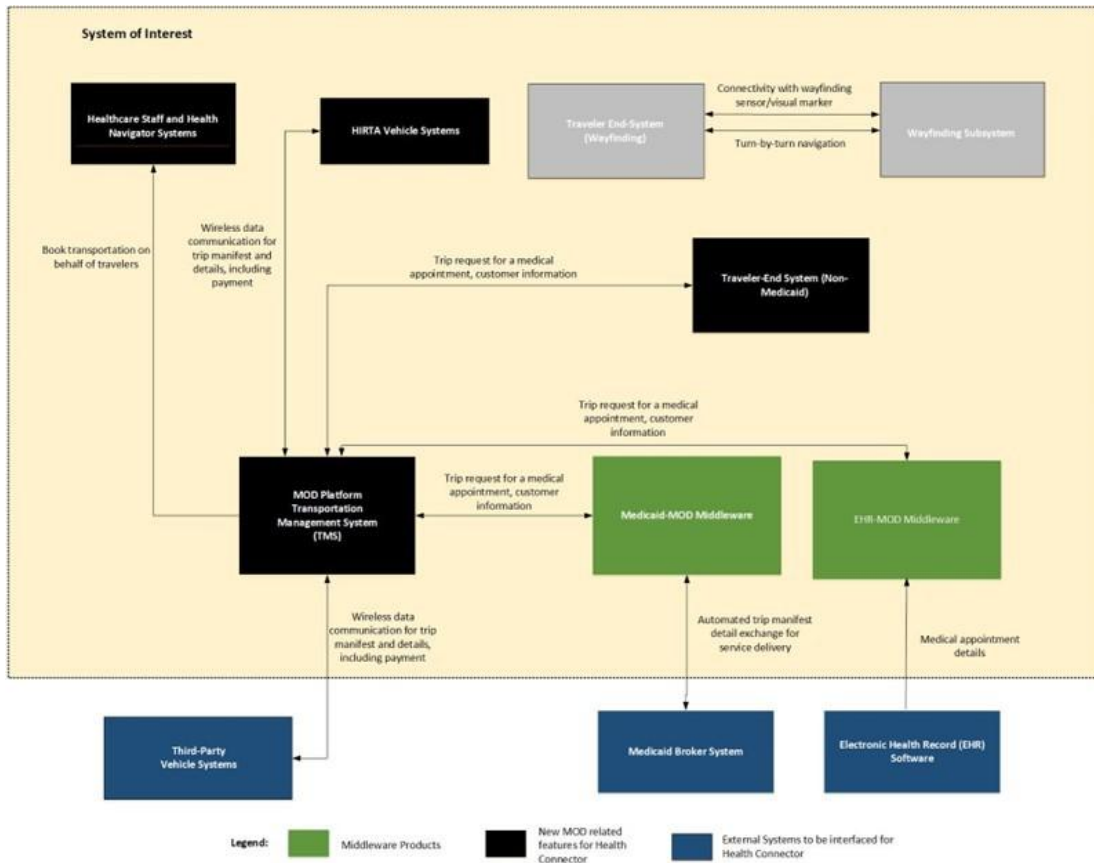 System of Interest
Healthcare Staff and Health
Navigator Systems
HIRTA Vehicle Systems
Traveler End-System
(Wayfinding)
Connectivity with wayfinding
sensor/visual marker
Turn-by-turn navigation
Wayfinding Subsystem
Book transportation on
behalf of travelers
Wireless data
communication for
trip manifest and
details, including
payment
Trip request for a medical
appointment, customer information
Traveler-End System (Non-
Medicaid)
Trip request for a medical
appointment, customer
information
MOD Platform
Transportation
Management System
(TMS)
Trip request for a medical
appointment, customer
information
Medicaid-MOD Middleware
EHR-MOD Middleware
Wireless data
communication for trip
manifest and details,
including payment
Automated trip manifest
detail exchange for
service delivery
Medical appointment
details
Third-Party
Vehicle Systems
Medicaid Broker System
Electronic Health Record (EHR)
Software
Legend:
Middleware Products
New MOD related
features for Health
Connector
External Systems to be interfaced for
Health Connector